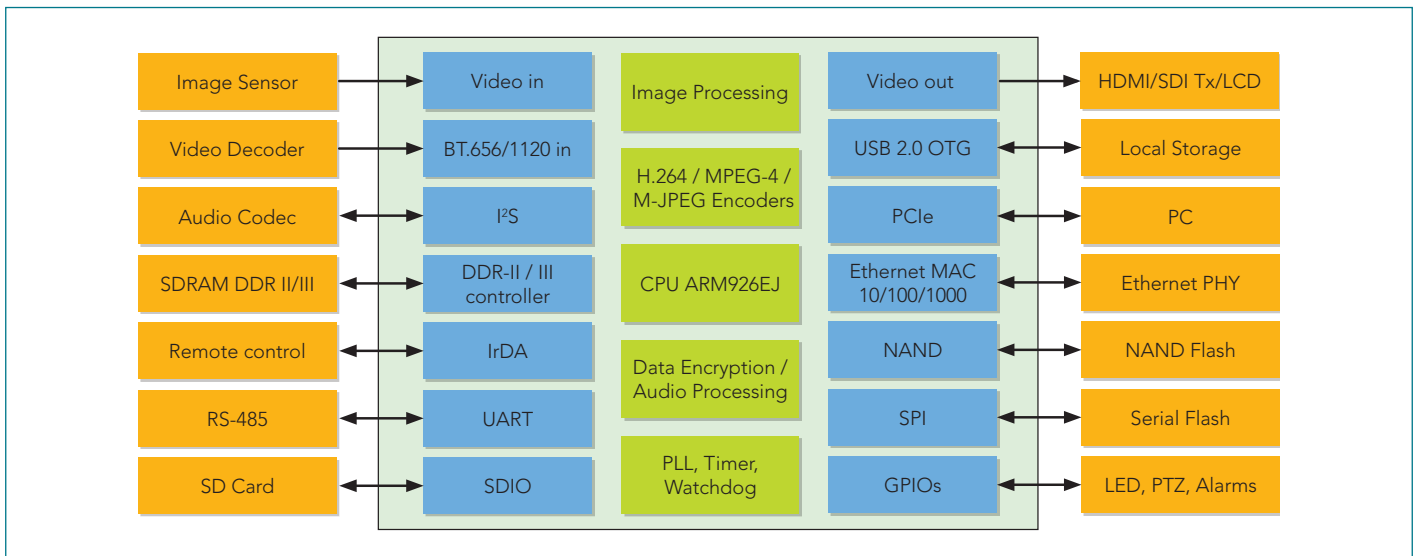 Image Sensor
Video in
Image Processing
Video out
HDMI/SDI Tx/LCD
Video Decoder
BT.656/1120 in
H.264 / MPEG-4 /
M-JPEG Encoders
USB 2.0 OTG
Local Storage
Audio Codec
I²S
PCIe
PC
SDRAM DDR II/III
DDR-II / III
controller
CPU ARM926EJ
Ethernet MAC
10/100/1000
Ethernet PHY
Remote control
IrDA
Data Encryption /
Audio Processing
NAND
NAND Flash
RS-485
UART
SPI
Serial Flash
SD Card
SDIO
PLL, Timer,
Watchdog
GPIOs
LED, PTZ, Alarms